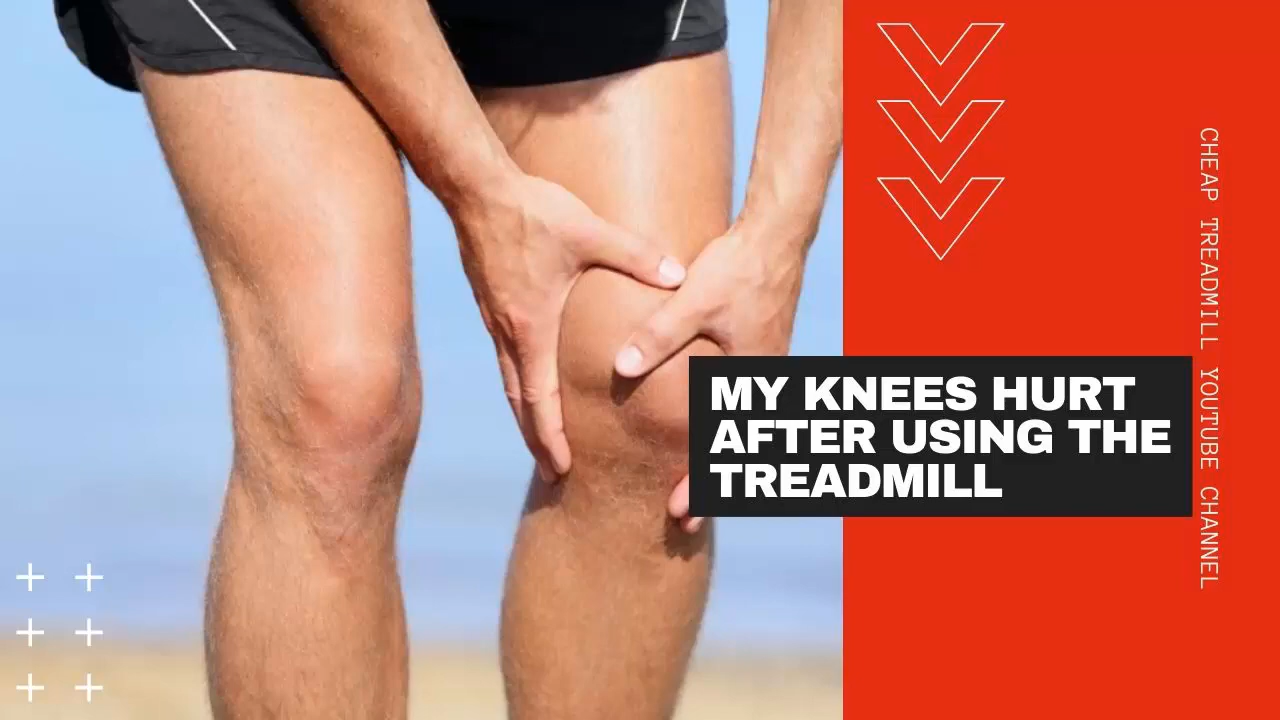 MY KNEES HURT
AFTER USING THE
TREADMILL
CHEAP TREADMILL YOUTUBE CHANNEL